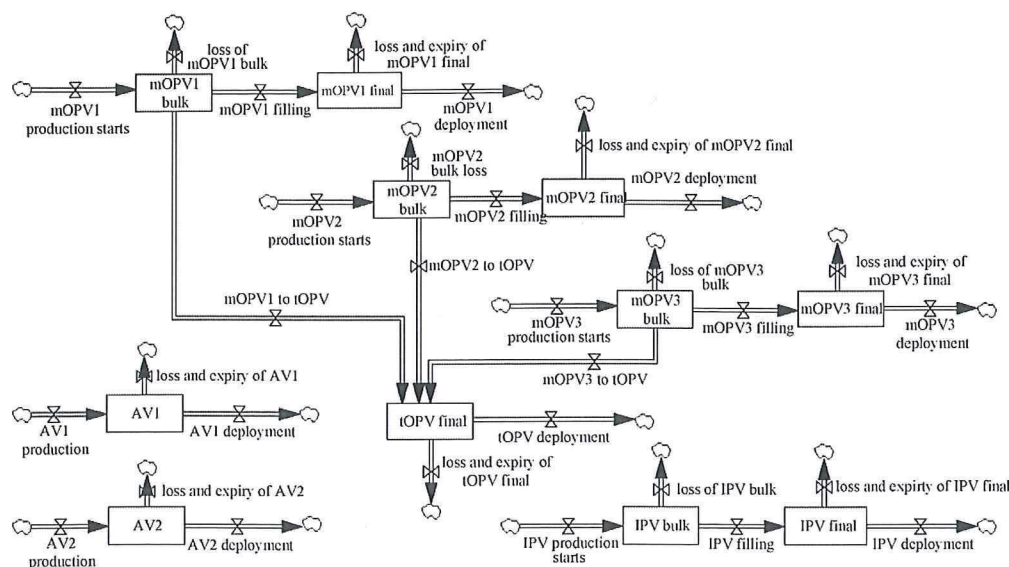 loss of
mOPV1 bulk
loss and expiry of
mOPV1 final
mOPV1
bulk
mOPV1 final
mOPV1
production starts
mOPV1 filling
mOPV1
deployment
mOPV2
bulk loss
loss and expiry of mOPV2 final
mOPV2 deployment
mOPV2
bulk
mOPV2 final
mOPV2
production starts
mOPV2 filling
mOPV2 to tOPV
loss of mOPV3
bulk
loss and expiry of
mOPV3 final
mOPV1 to tOPV
mOPV3
bulk
mOPV3 final
mOPV3
production starts
mOPV3 filling
mOPV3
deployment
mOPV3 to tOPV
loss and expiry of AV1
AV1
AV1
production
AV1 deployment
tOPV final
tOPV deployment
loss and expiry of
tOPV final
loss and expiry of AV2
AV2
AV2
production
AV2 deployment
loss of IPV bulk
loss and expirty of IPV final
IPV bulk
IPV final
IPV production
starts
IPV filling
IPV deployment